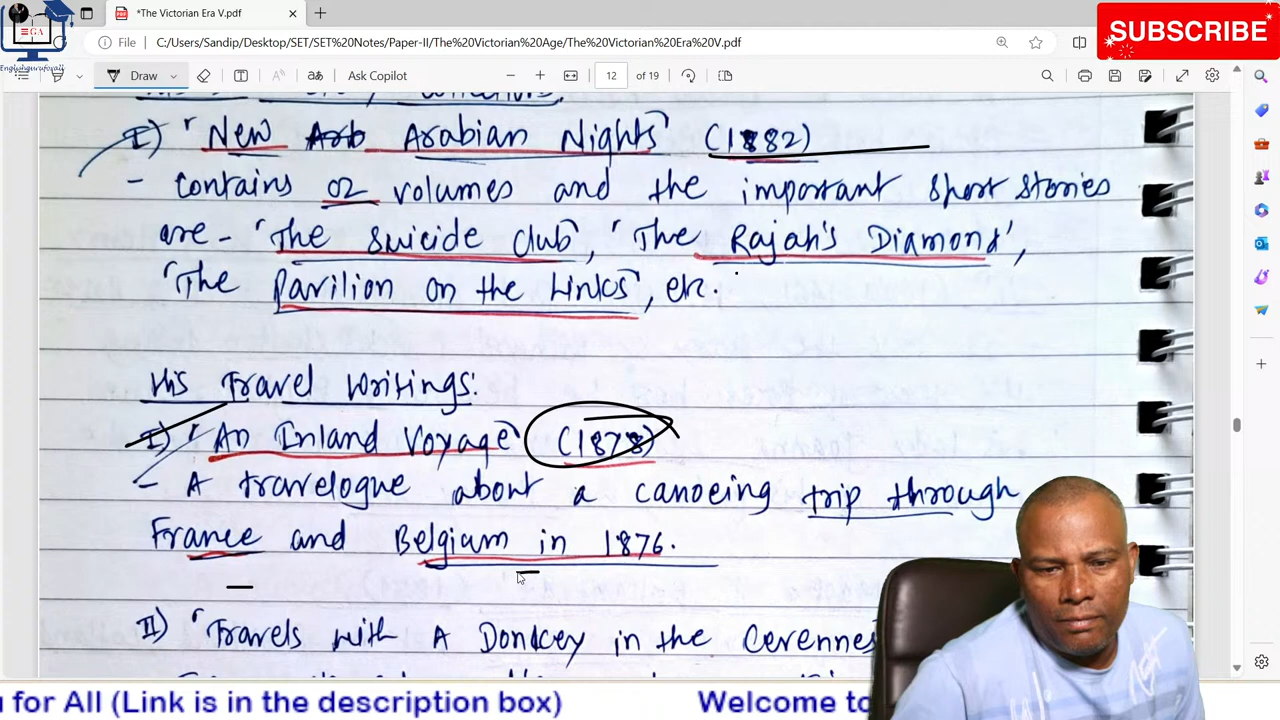 *The Victorian Era V.pdf
SUBSCRIBE
File C:/Users/Sandip/Desktop/SET/SET%20Notes/Paper-II/The%20Victorian%20Age/The%20Victorian%20Era%20V.pdf
EGA
Englishguruforall
Draw
Ask Copilot
12 of 19
I) 'New Arabian Nights' (1882)
- contains 02 volumes and the important short stories
are - 'The Suicide Club', 'The Rajah's Diamond',
'The Pavilion on the Links', etc.
His Travel Writings:
I) 'An Inland Voyage' (1878)
- A travelogue about a canoeing trip through
France and Belgium in 1876.
II) 'Travels with A Donkey in the Cevennes
u for All (Link is in the description box) Welcome to